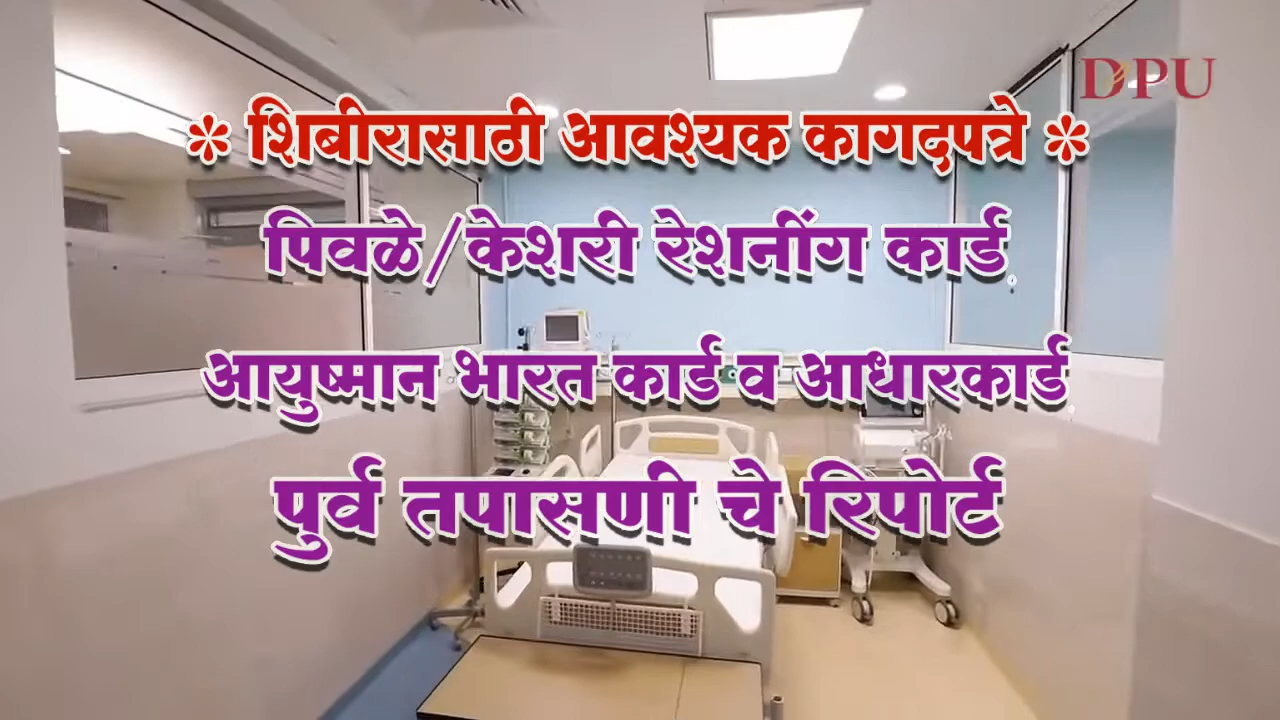 DPU
* शिबीरासाठी आवश्यक कागदपत्रे *
पिवळे/केशरी रेशनींग कार्ड
आयुष्मान भारत कार्ड व आधारकार्ड
पुर्व तपासणी चे रिपोर्ट